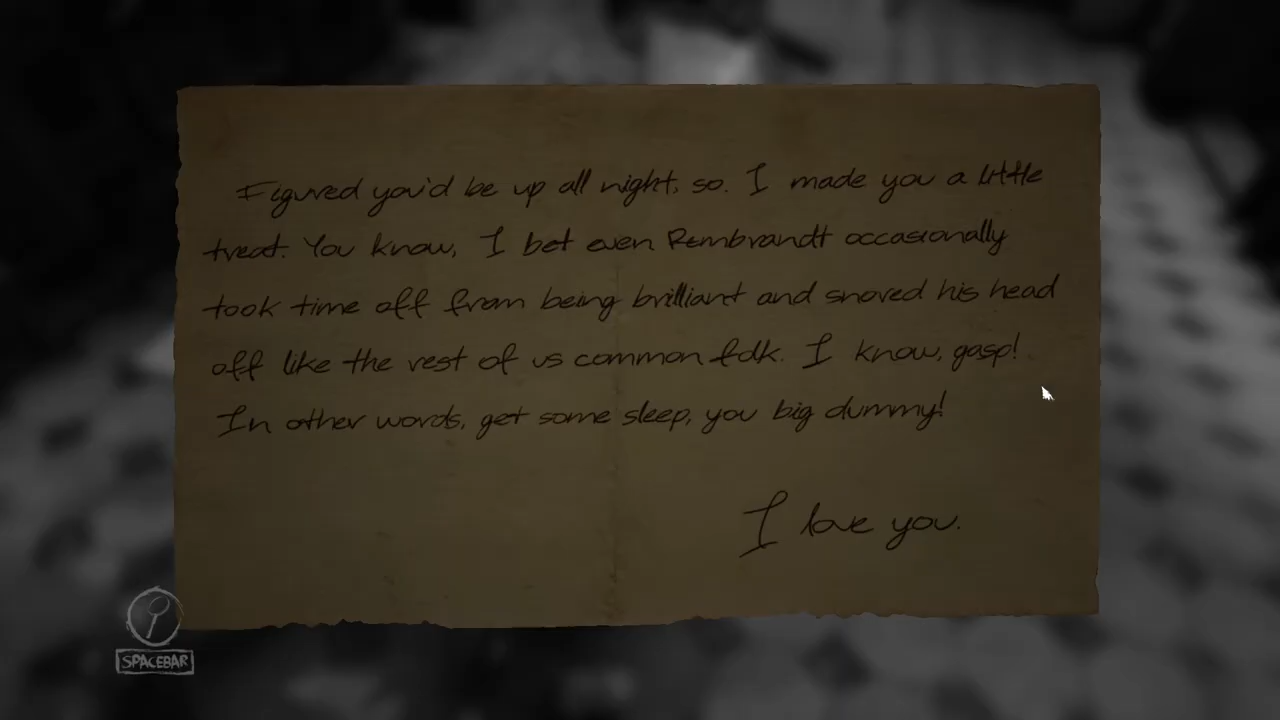 Figured you'd be up all night, so. I made you a little
treat. You know, I bet even Rembrandt occasionally
took time off from being brilliant and snored his head
off like the rest of us common folk. I know, gasp!
In other words, get some sleep, you big dummy!
I love you.
SPACEBAR